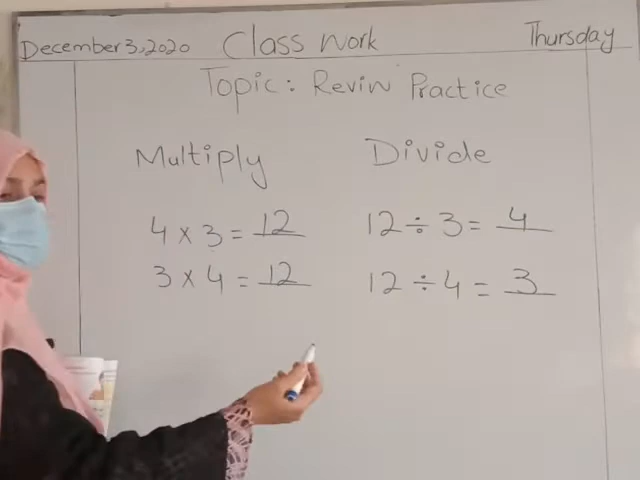 December 3, 2020 Class work Thursday
Topic: Reviw Practice
Multiply Divide
4 x 3 = 12 12 ÷ 3 = 4
3 x 4 = 12 12 ÷ 4 = 3